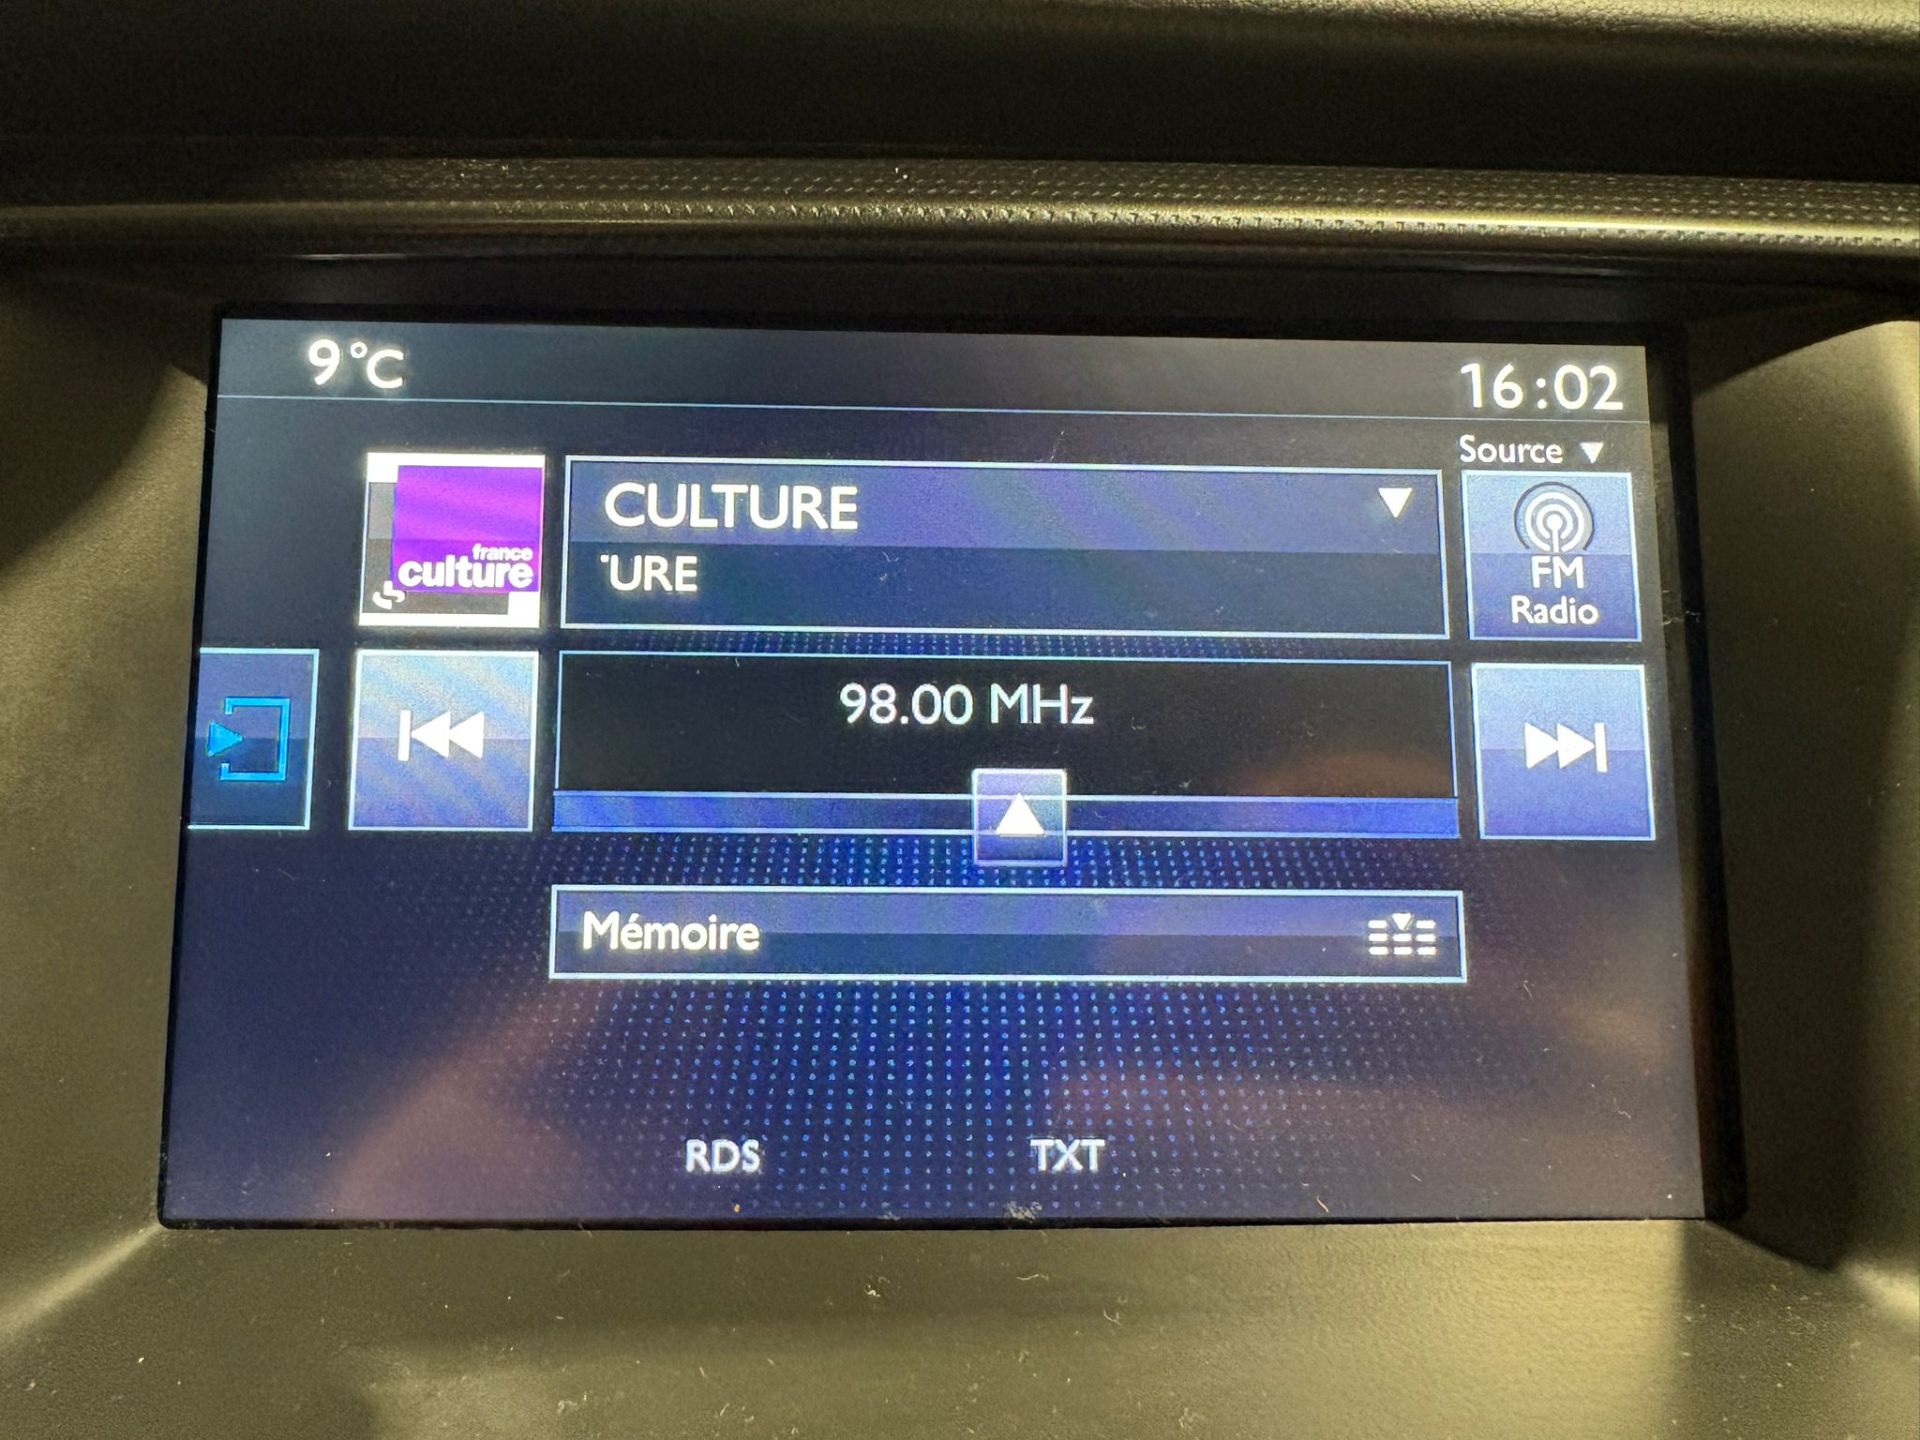 9°C
16:02
Source
france
culture
CULTURE
'URE
FM
Radio
98.00 MHz
Mémoire
RDS
TXT